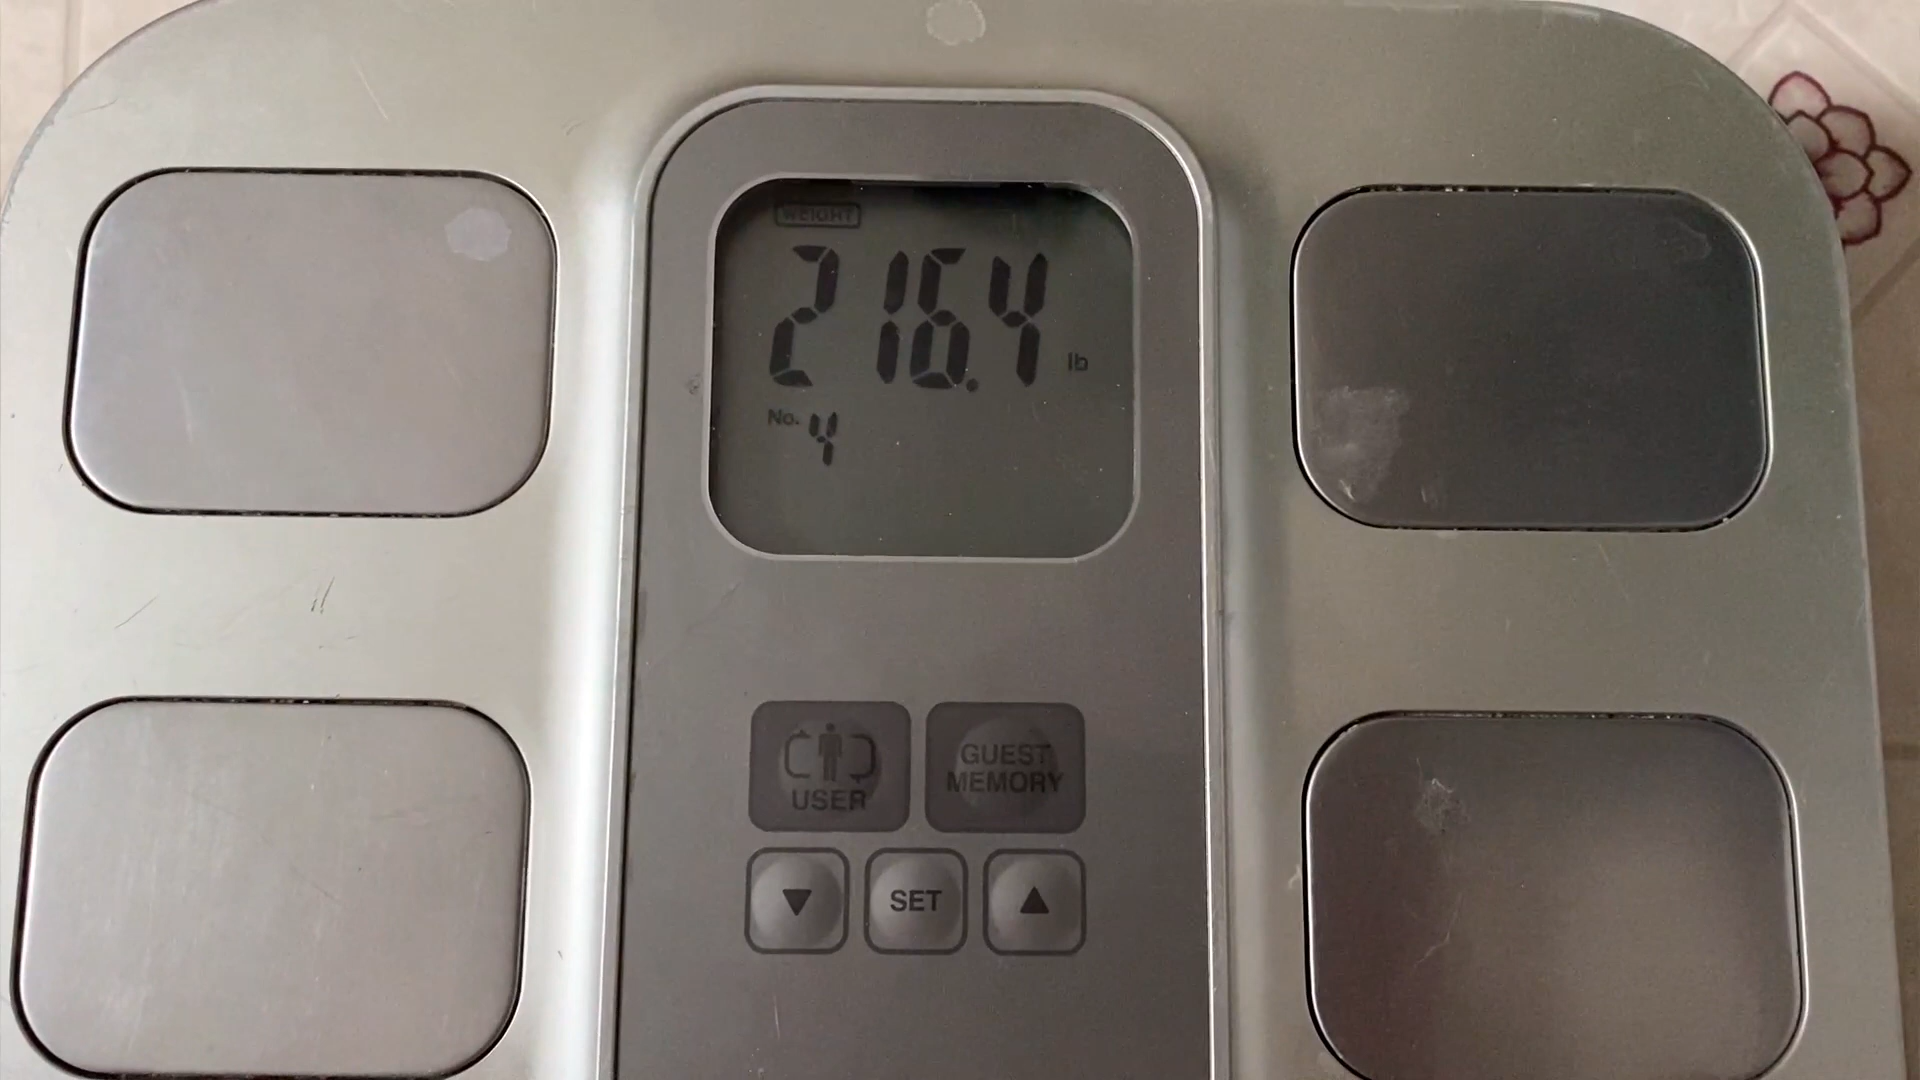 WEIGHT
216.4 lb
No. 4
USER
GUEST
MEMORY
▼ SET ▲